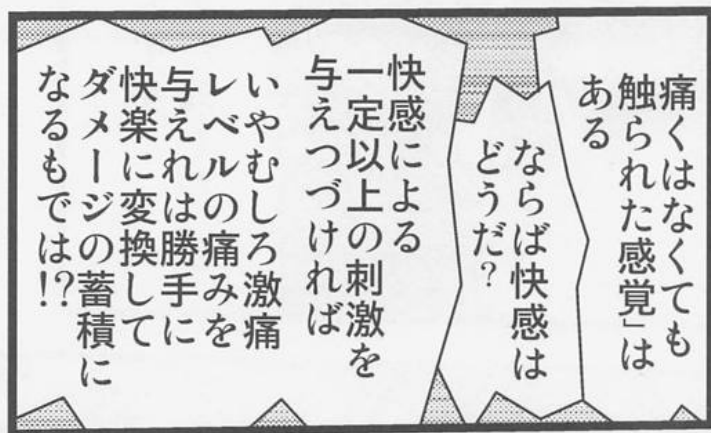 痛くはなくても
触られた感覚」は
ある
ならば快感は
どうだ?
快感による
一定以上の刺激を
与えつづければ
いやむしろ激痛
レベルの痛みを
与えれは勝手に
快楽に変換して
ダメージの蓄積に
なるもでは!?